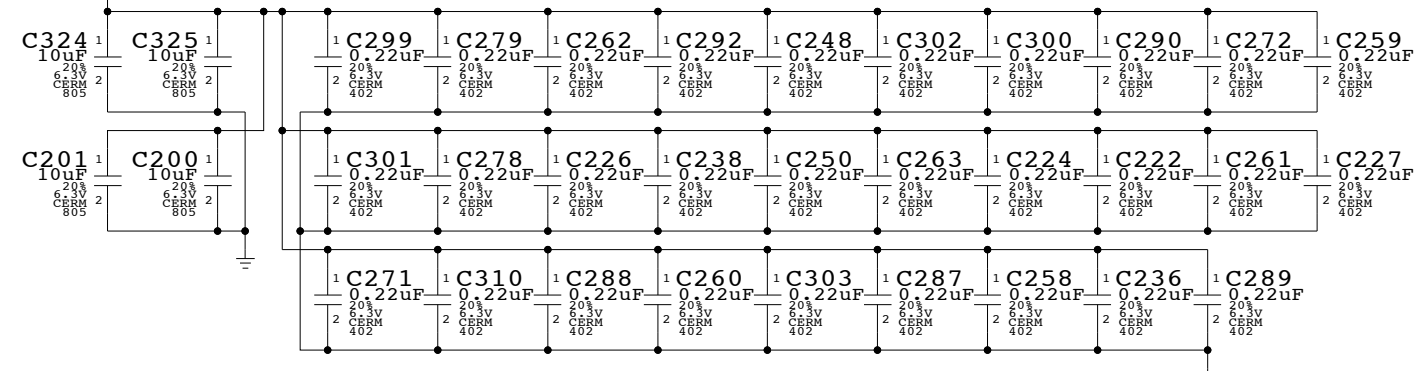 C324 1 C325 1 1 C299 1 C279 1 C262 1 C292 1 C248 1 C302 1 C300 1 C290 1 C272 1 C259
10uF 10uF 0.22uF 0.22uF 0.22uF 0.22uF 0.22uF 0.22uF 0.22uF 0.22uF 0.22uF 0.22uF
20% 20% 20% 20% 20% 20% 20% 20% 20% 20% 20% 20%
6.3V 2 6.3V 2 2 6.3V 2 6.3V 2 6.3V 2 6.3V 2 6.3V 2 6.3V 2 6.3V 2 6.3V 2 6.3V 2 6.3V
CERM CERM CERM CERM CERM CERM CERM CERM CERM CERM CERM CERM
805 805 402 402 402 402 402 402 402 402 402 402
C201 1 C200 1 1 C301 1 C278 1 C226 1 C238 1 C250 1 C263 1 C224 1 C222 1 C261 1 C227
10uF 10uF 0.22uF 0.22uF 0.22uF 0.22uF 0.22uF 0.22uF 0.22uF 0.22uF 0.22uF 0.22uF
20% 20% 20% 20% 20% 20% 20% 20% 20% 20% 20% 20%
6.3V 2 6.3V 2 2 6.3V 2 6.3V 2 6.3V 2 6.3V 2 6.3V 2 6.3V 2 6.3V 2 6.3V 2 6.3V 2 6.3V
CERM CERM CERM CERM CERM CERM CERM CERM CERM CERM CERM CERM
805 805 402 402 402 402 402 402 402 402 402 402
1 C271 1 C310 1 C288 1 C260 1 C303 1 C287 1 C258 1 C236 1 C289
0.22uF 0.22uF 0.22uF 0.22uF 0.22uF 0.22uF 0.22uF 0.22uF 0.22uF
20% 20% 20% 20% 20% 20% 20% 20% 20%
2 6.3V 2 6.3V 2 6.3V 2 6.3V 2 6.3V 2 6.3V 2 6.3V 2 6.3V 2 6.3V
CERM CERM CERM CERM CERM CERM CERM CERM CERM
402 402 402 402 402 402 402 402 402